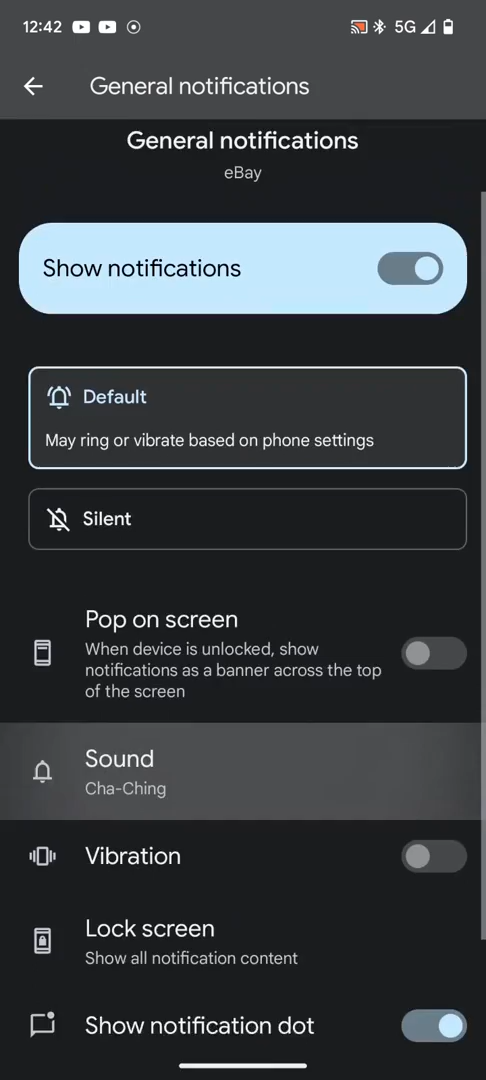 12:42
5G
General notifications
General notifications
eBay
Show notifications
Default
May ring or vibrate based on phone settings
Silent
Pop on screen
When device is unlocked, show
notifications as a banner across the top
of the screen
Sound
Cha-Ching
Vibration
Lock screen
Show all notification content
Show notification dot